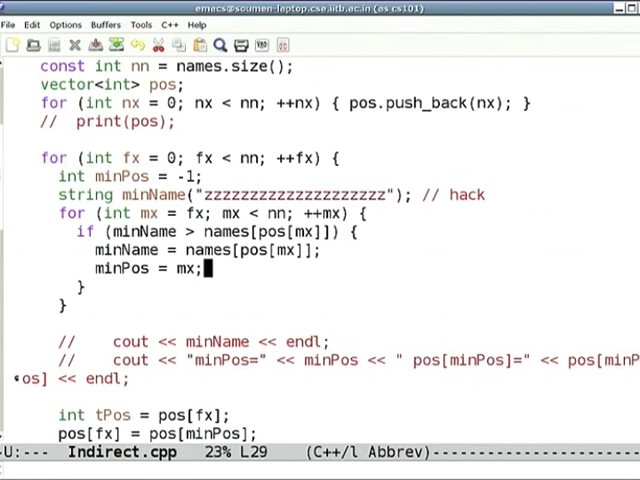 emacs@soumen-laptop.cse.iitb.ac.in (as cs101)
File Edit Options Buffers Tools C++ Help
const int nn = names.size();
vector<int> pos;
for (int nx = 0; nx < nn; ++nx) { pos.push_back(nx); }
//  print(pos);
for (int fx = 0; fx < nn; ++fx) {
int minPos = -1;
string minName("zzzzzzzzzzzzzzzzzzzz"); // hack
for (int mx = fx; mx < nn; ++mx) {
if (minName > names[pos[mx]]) {
minName = names[pos[mx]];
minPos = mx;
}
}
//    cout << minName << endl;
//    cout << "minPos=" << minPos << " pos[minPos]=" << pos[minP
os] << endl;
int tPos = pos[fx];
pos[fx] = pos[minPos];
-U:--- Indirect.cpp 23% L29 (C++/l Abbrev)